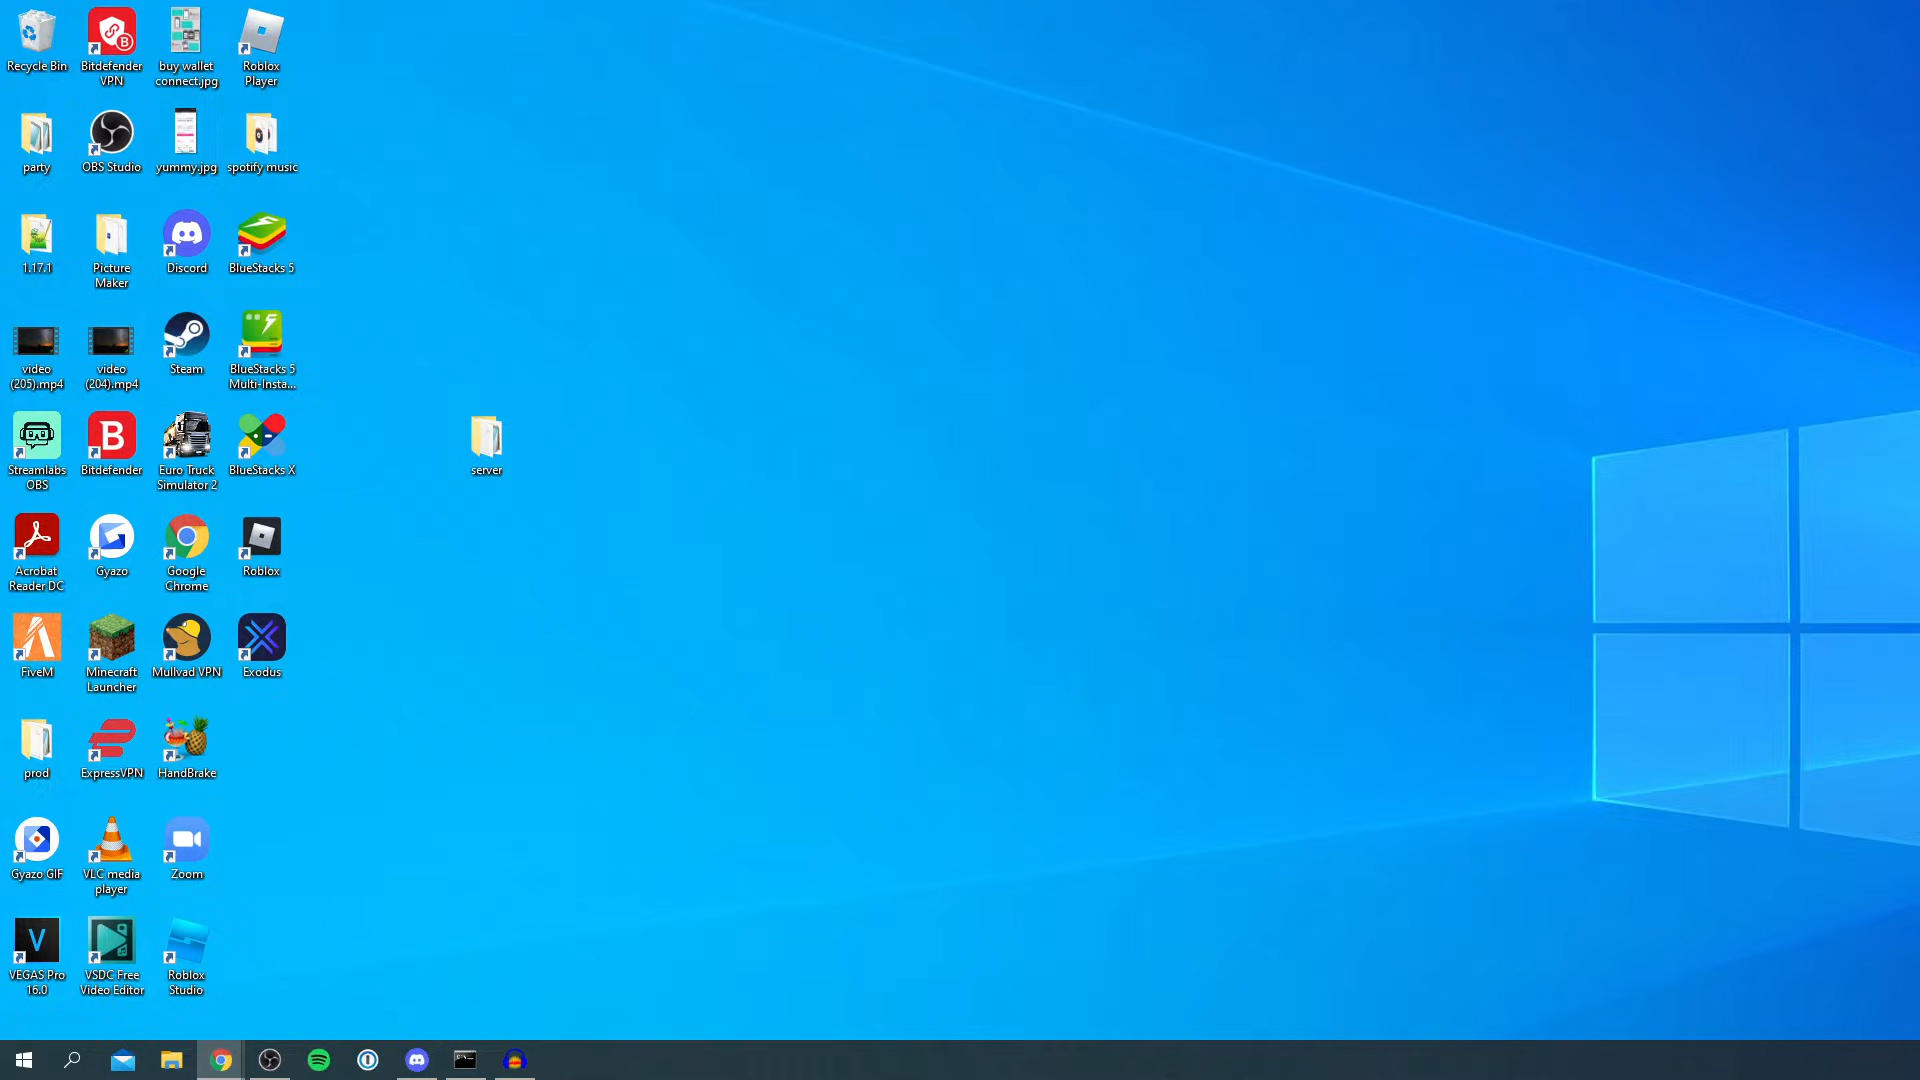 Recycle Bin
Bitdefender
VPN
buy wallet
connect.jpg
Roblox
Player
party
OBS Studio
yummy.jpg
spotify music
1.17.1
Picture
Maker
Discord
BlueStacks 5
video
(205).mp4
video
(204).mp4
Steam
BlueStacks 5
Multi-Insta...
Streamlabs
OBS
Bitdefender
Euro Truck
Simulator 2
BlueStacks X
server
Acrobat
Reader DC
Gyazo
Google
Chrome
Roblox
FiveM
Minecraft
Launcher
Mullvad VPN
Exodus
prod
ExpressVPN
HandBrake
Gyazo GIF
VLC media
player
Zoom
VEGAS Pro
16.0
VSDC Free
Video Editor
Roblox
Studio